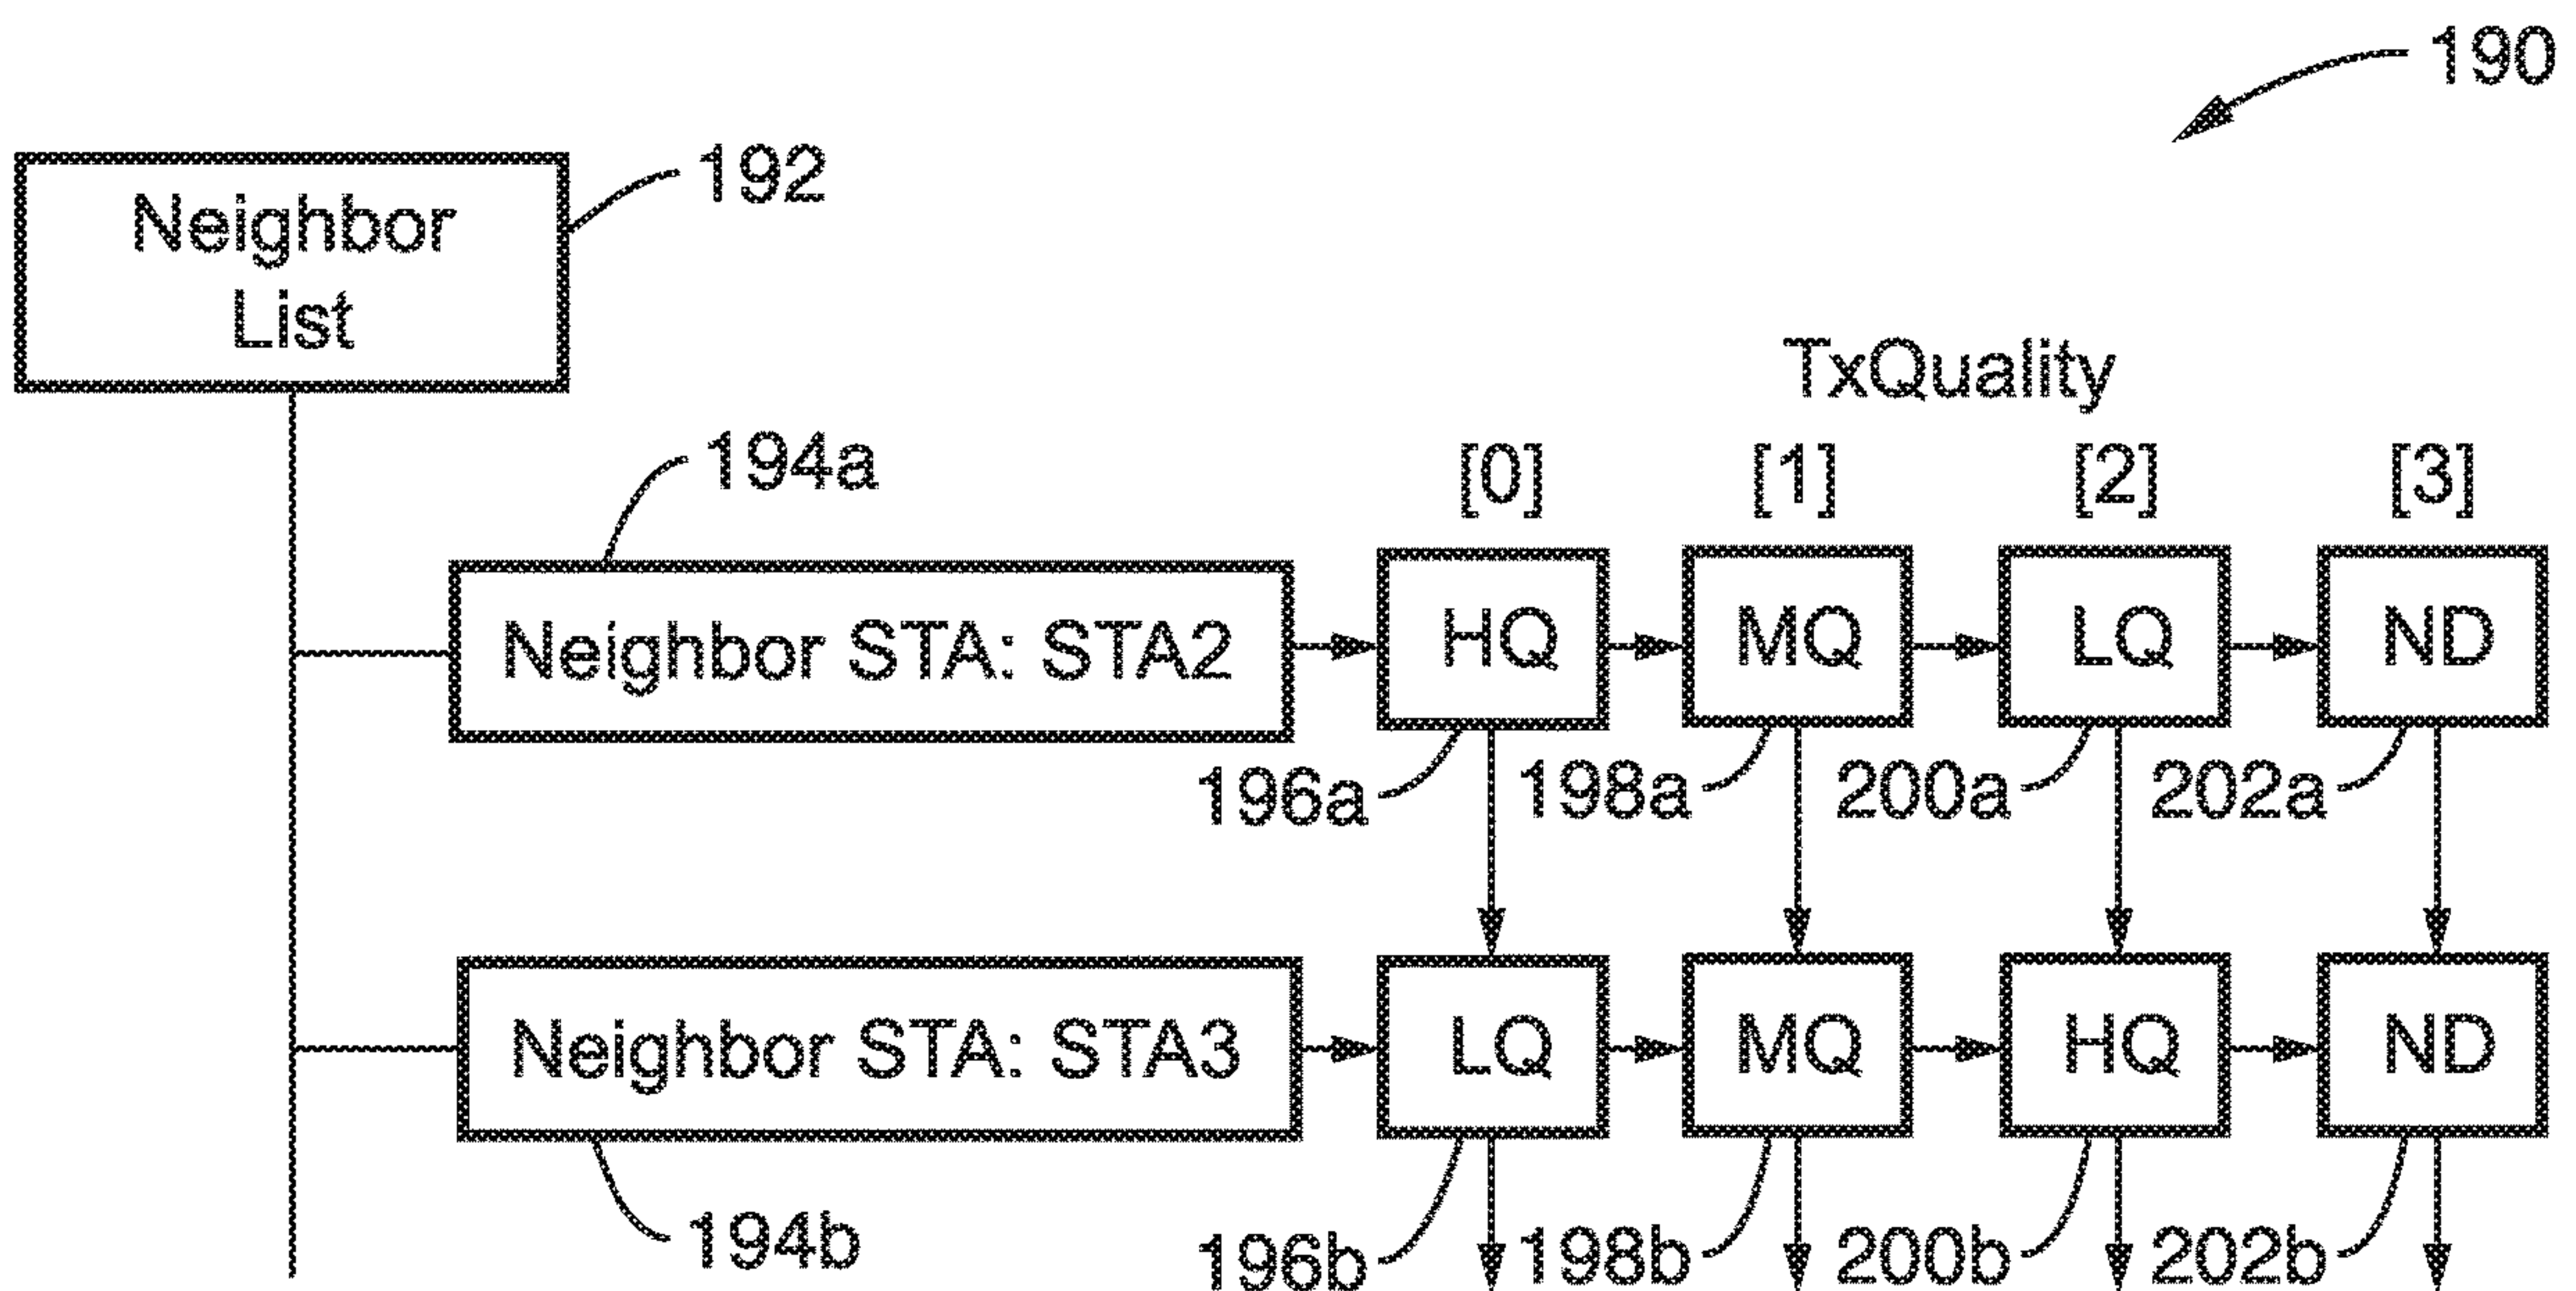 190
192
Neighbor
List
TxQuality
194a
[0] [1] [2] [3]
Neighbor STA: STA2 HQ MQ LQ ND
196a 198a 200a 202a
Neighbor STA: STA3 LQ MQ HQ ND
194b 196b 198b 200b 202b